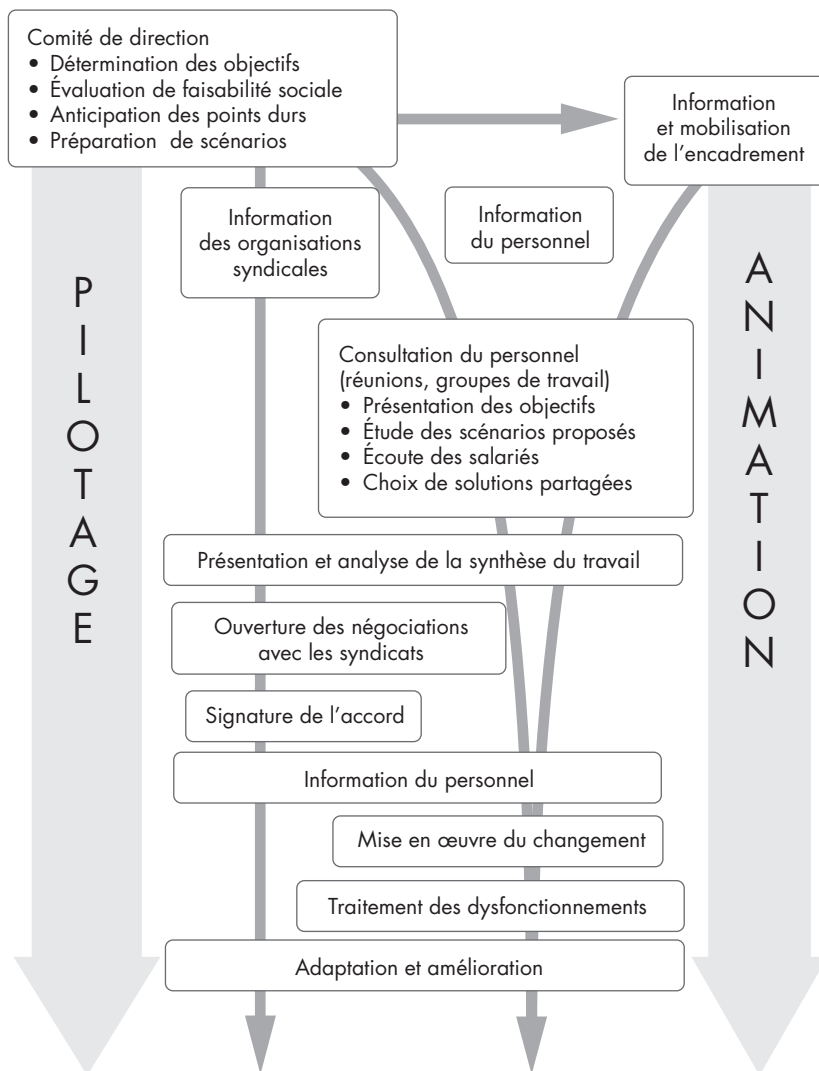 Comité de direction
• Détermination des objectifs
• Évaluation de faisabilité sociale
• Anticipation des points durs
• Préparation de scénarios
Information
et mobilisation
de l'encadrement
Information
des organisations
syndicales
Information
du personnel
PILOTAGE
ANIMATION
Consultation du personnel
(réunions, groupes de travail)
• Présentation des objectifs
• Étude des scénarios proposés
• Écoute des salariés
• Choix de solutions partagées
Présentation et analyse de la synthèse du travail
Ouverture des négociations
avec les syndicats
Signature de l'accord
Information du personnel
Mise en œuvre du changement
Traitement des dysfonctionnements
Adaptation et amélioration